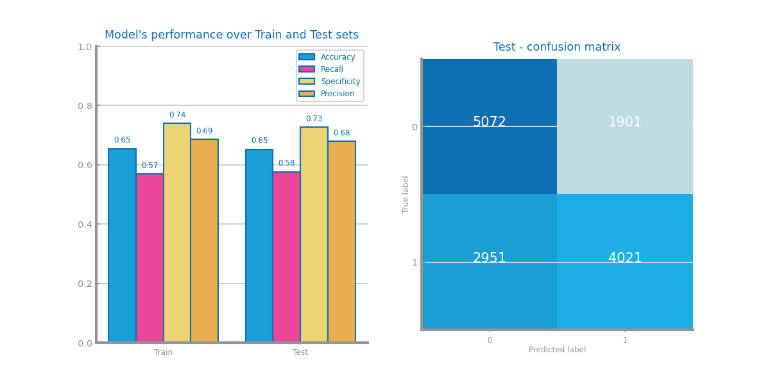 Model's performance over Train and Test sets
1.0
0.8
0.6
0.4
0.2
0.0
Accuracy
Recall
Specificity
Precision
0.65
0.57
0.74
0.69
0.65
0.58
0.73
0.68
Train
Test
Test - confusion matrix
True label
0
1
5072
1901
2951
4021
0
1
Predicted label